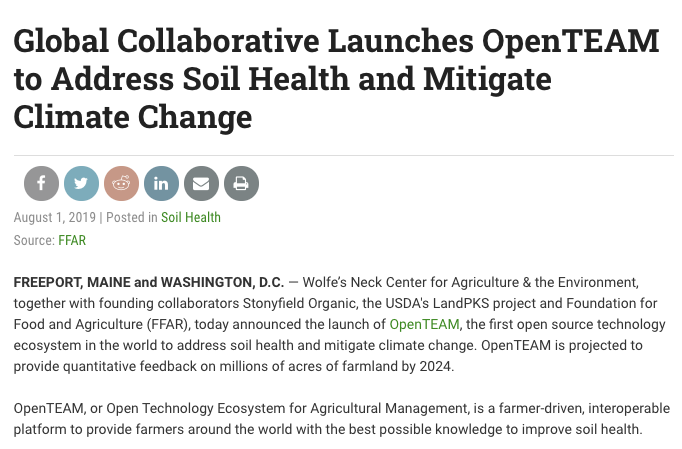 Global Collaborative Launches OpenTEAM
to Address Soil Health and Mitigate
Climate Change
August 1, 2019 | Posted in Soil Health
Source: FFAR
FREEPORT, MAINE and WASHINGTON, D.C. — Wolfe’s Neck Center for Agriculture & the Environment,
together with founding collaborators Stonyfield Organic, the USDA's LandPKS project and Foundation for
Food and Agriculture (FFAR), today announced the launch of OpenTEAM, the first open source technology
ecosystem in the world to address soil health and mitigate climate change. OpenTEAM is projected to
provide quantitative feedback on millions of acres of farmland by 2024.
OpenTEAM, or Open Technology Ecosystem for Agricultural Management, is a farmer-driven, interoperable
platform to provide farmers around the world with the best possible knowledge to improve soil health.